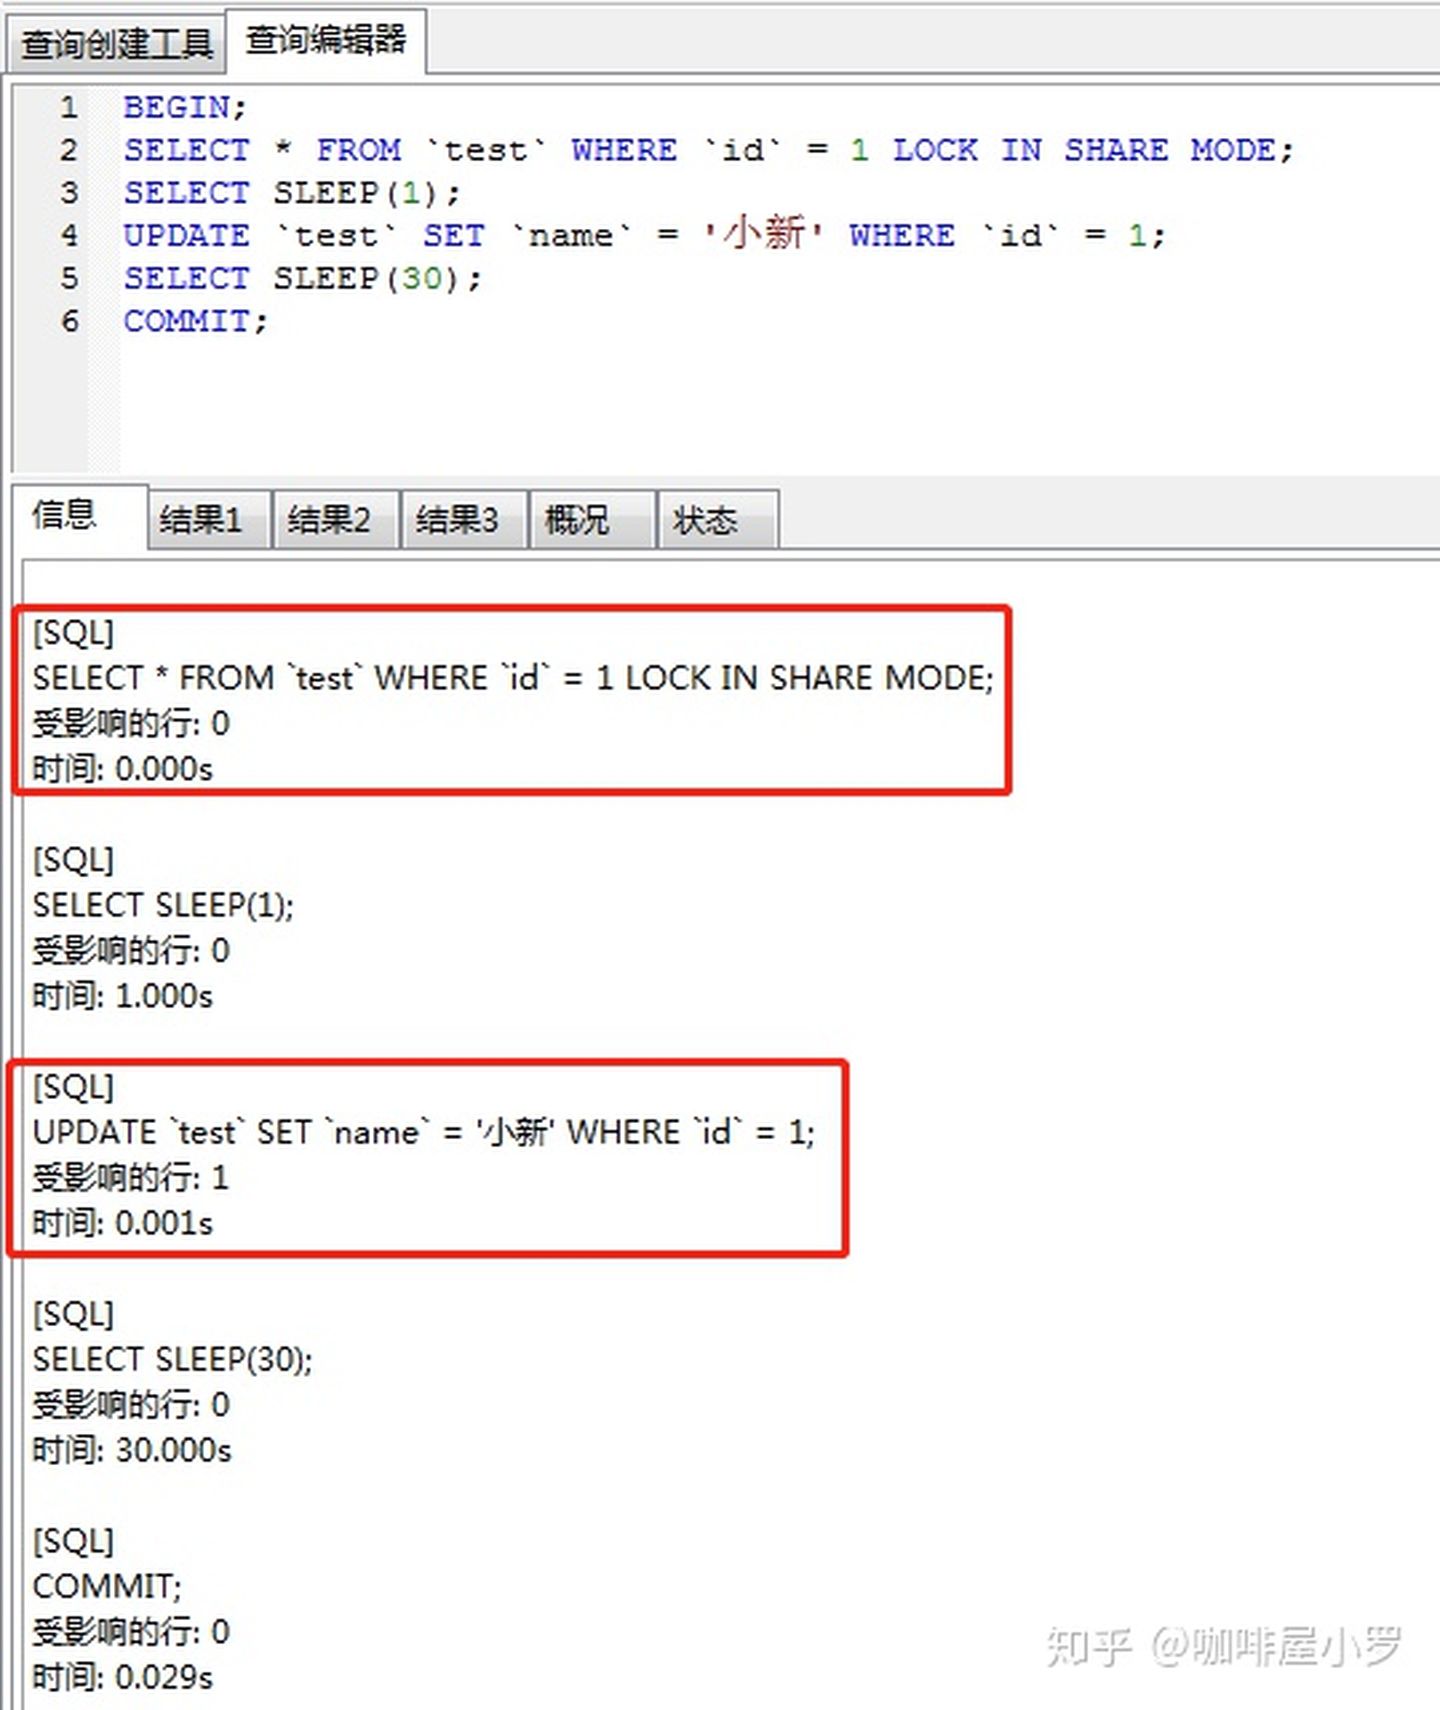 查询创建工具 查询编辑器
1 BEGIN;
2 SELECT * FROM `test` WHERE `id` = 1 LOCK IN SHARE MODE;
3 SELECT SLEEP(1);
4 UPDATE `test` SET `name` = '小新' WHERE `id` = 1;
5 SELECT SLEEP(30);
6 COMMIT;
信息 结果1 结果2 结果3 概况 状态
[SQL]
SELECT * FROM `test` WHERE `id` = 1 LOCK IN SHARE MODE;
受影响的行: 0
时间: 0.000s
[SQL]
SELECT SLEEP(1);
受影响的行: 0
时间: 1.000s
[SQL]
UPDATE `test` SET `name` = '小新' WHERE `id` = 1;
受影响的行: 1
时间: 0.001s
[SQL]
SELECT SLEEP(30);
受影响的行: 0
时间: 30.000s
[SQL]
COMMIT;
受影响的行: 0
时间: 0.029s
知乎 @咖啡屋小罗